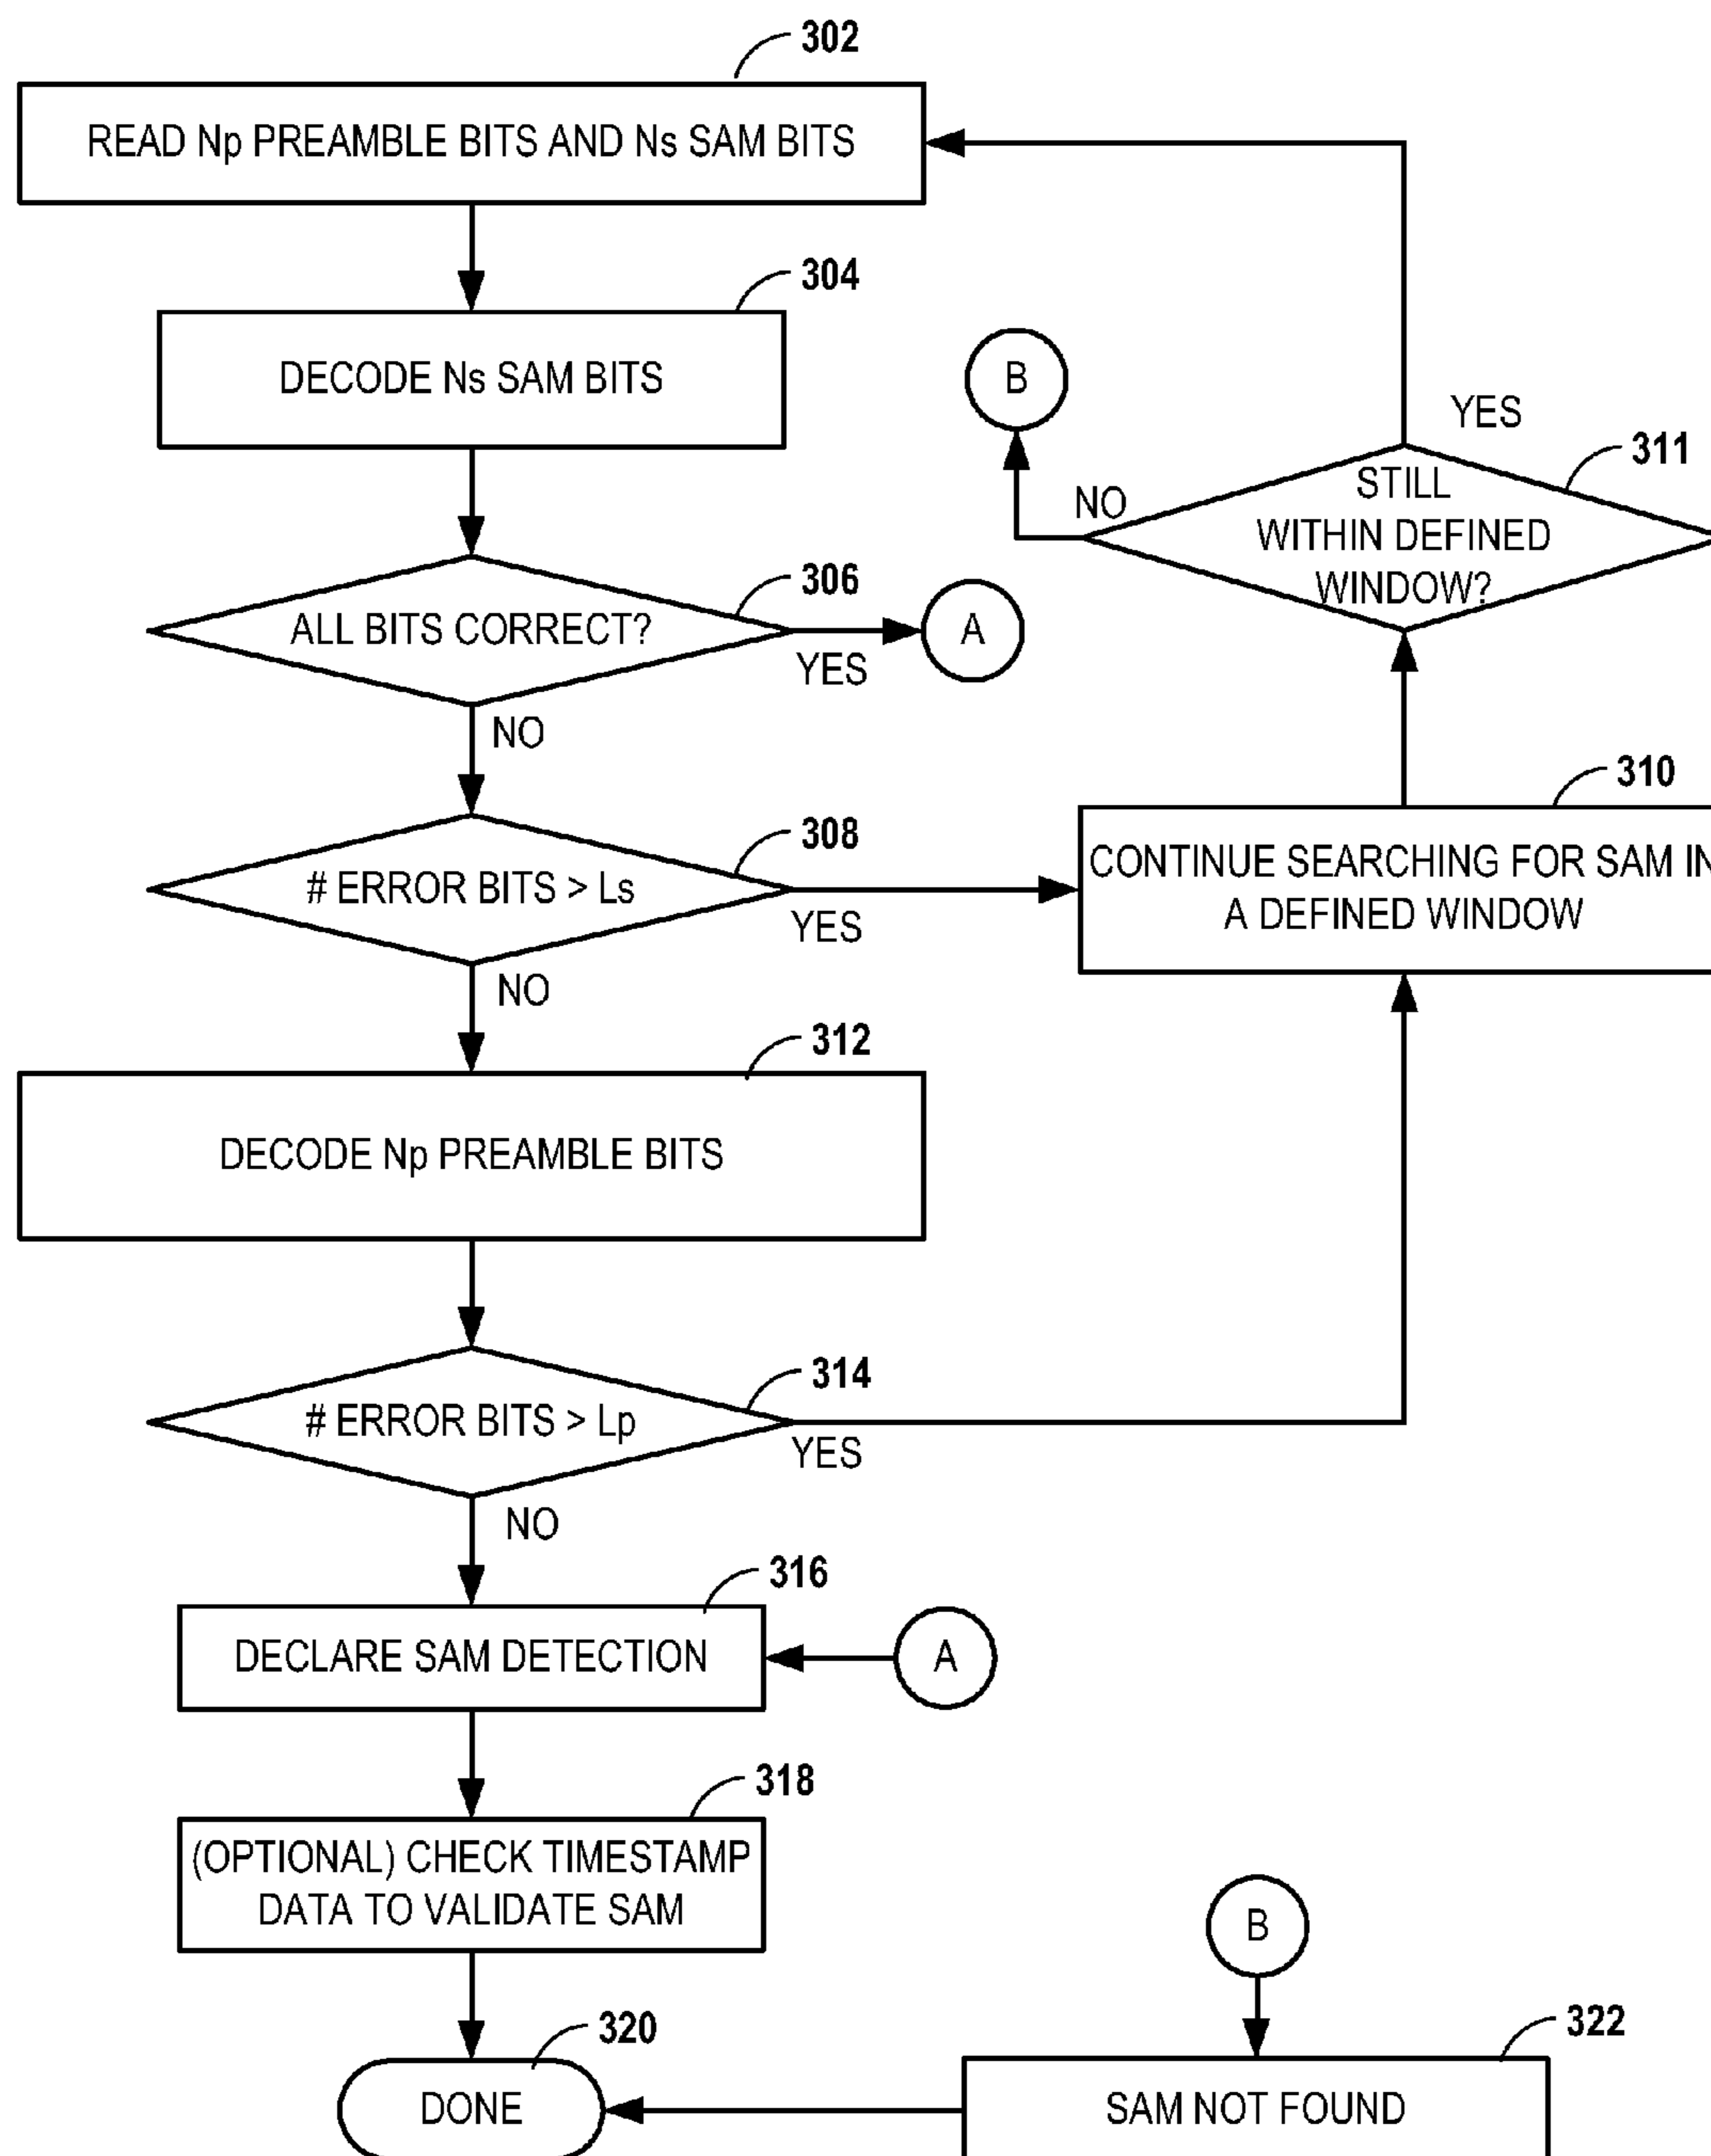 302
READ Np PREAMBLE BITS AND Ns SAM BITS
304
DECODE Ns SAM BITS
B
YES
311
NO
STILL
WITHIN DEFINED
WINDOW?
306
ALL BITS CORRECT?
A
YES
NO
310
308
CONTINUE SEARCHING FOR SAM IN
A DEFINED WINDOW
# ERROR BITS > Ls
YES
NO
312
DECODE Np PREAMBLE BITS
314
# ERROR BITS > Lp
YES
NO
316
DECLARE SAM DETECTION
A
318
(OPTIONAL) CHECK TIMESTAMP
DATA TO VALIDATE SAM
B
320
DONE
322
SAM NOT FOUND